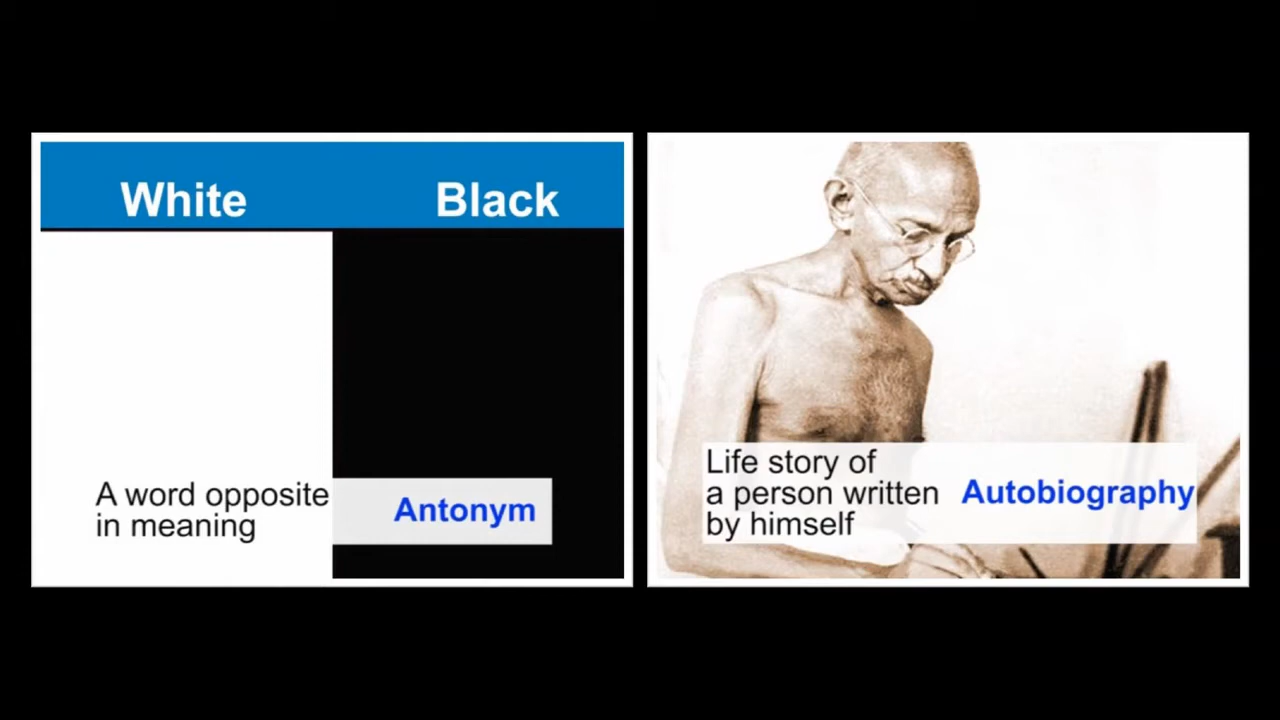 White Black
A word opposite
in meaning
Antonym
Life story of
a person written
by himself
Autobiography